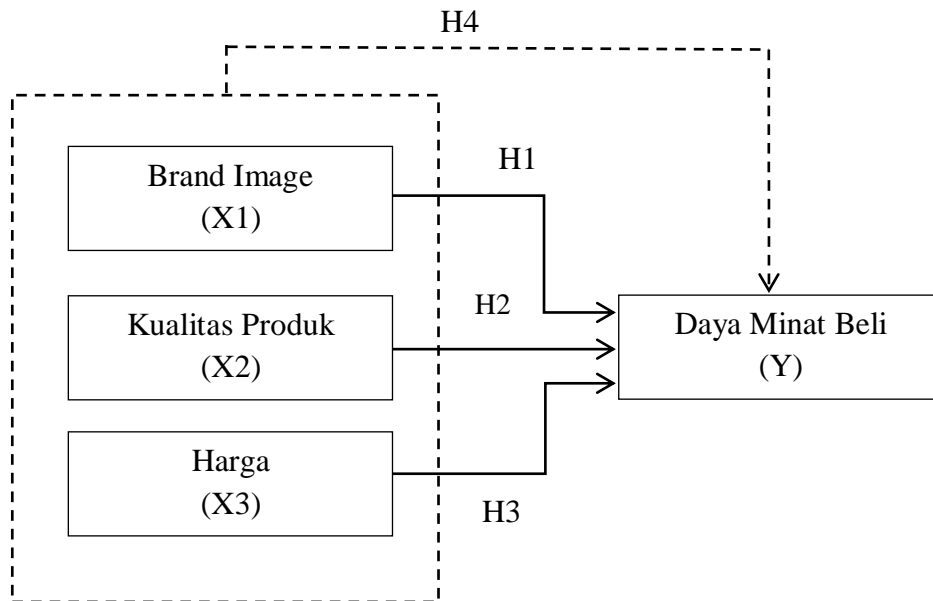 H4
Brand Image
(X1)
H1
Kualitas Produk
(X2)
H2
Daya Minat Beli
(Y)
Harga
(X3)
H3